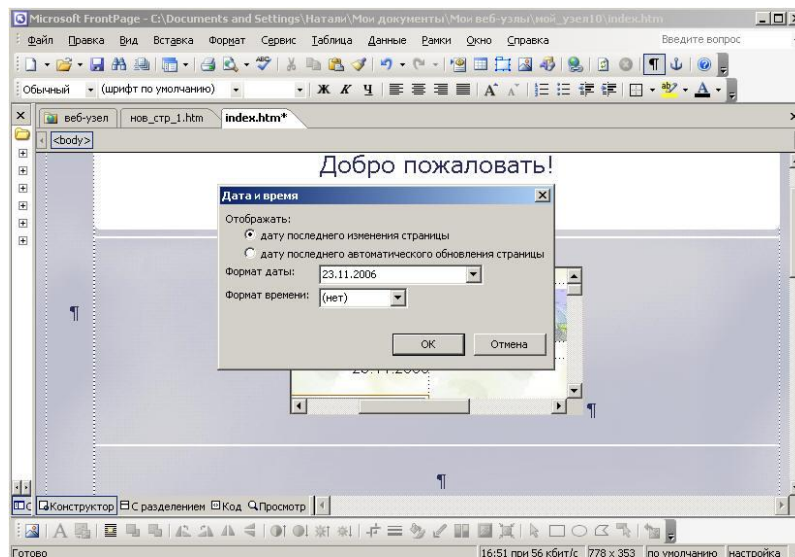 Microsoft FrontPage - C:\Documents and Settings\Натали\Мои документы\Мои веб-узлы\мой_узел10\index.htm
Файл Правка Вид Вставка Формат Сервис Таблица Данные Рамки Окно Справка Введите вопрос
Обычный (шрифт по умолчанию) Ж К Ч
веб-узел нов_стр_1.htm index.htm*
<body>
Добро пожаловать!
Дата и время
Отображать:
дату последнего изменения страницы
дату последнего автоматического обновления страницы
Формат даты: 23.11.2006
Формат времени: (нет)
ОК Отмена
23.11.2006
Конструктор С разделением Код Просмотр
Готово 16:51 при 56 кбит/с 778 x 353 по умолчанию настройка